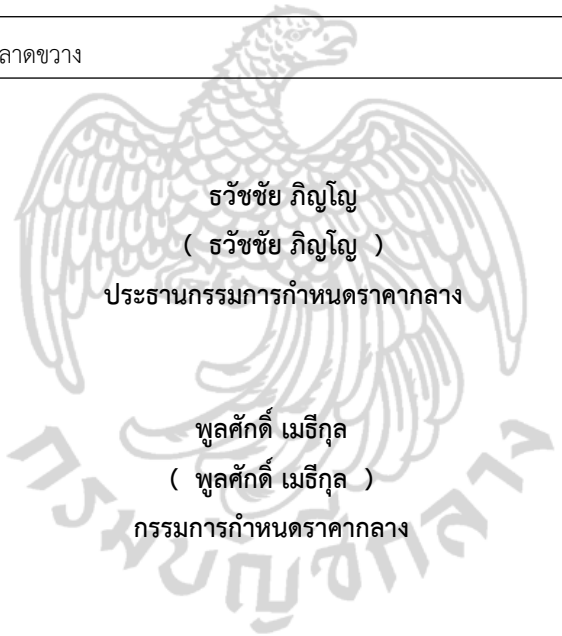 ลาดขวาง
ธวัชชัย ภิญโญ
( ธวัชชัย ภิญโญ )
ประธานกรรมการกำหนดราคากลาง
พูลศักดิ์ เมธีกุล
( พูลศักดิ์ เมธีกุล )
กรรมการกำหนดราคากลาง
กรมบัญชีกลาง